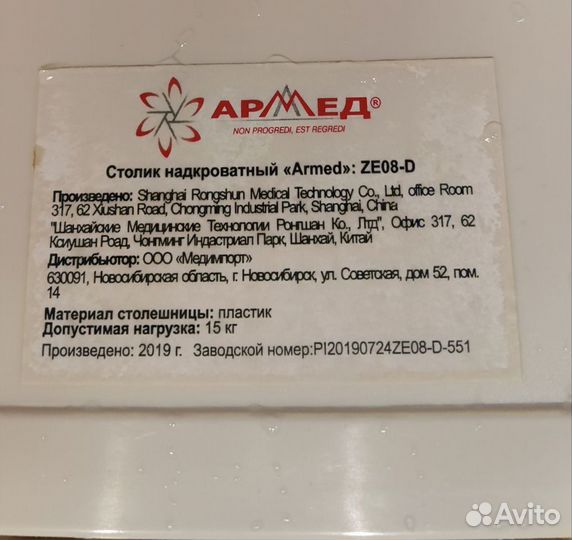 АРМЕД®
NON PROGREDI, EST REGREDI
Столик надкроватный «Armed»: ZE08-D
Произведено: Shanghai Rongshun Medical Technology Co., Ltd, office Room
317, 62 Xiushan Road, Chongming Industrial Park, Shanghai, China
"Шанхайские Медицинские Технологии Ронгшан Ко., Лтд", Офис 317, 62
Ксиушан Роад, Чонгминг Индастриал Парк, Шанхай, Китай
Дистрибьютор: ООО «Медимпорт»
630091, Новосибирская область, г. Новосибирск, ул. Советская, дом 52, пом.
14
Материал столешницы: пластик
Допустимая нагрузка: 15 кг
Произведено: 2019 г. Заводской номер:PI20190724ZE08-D-551
Avito